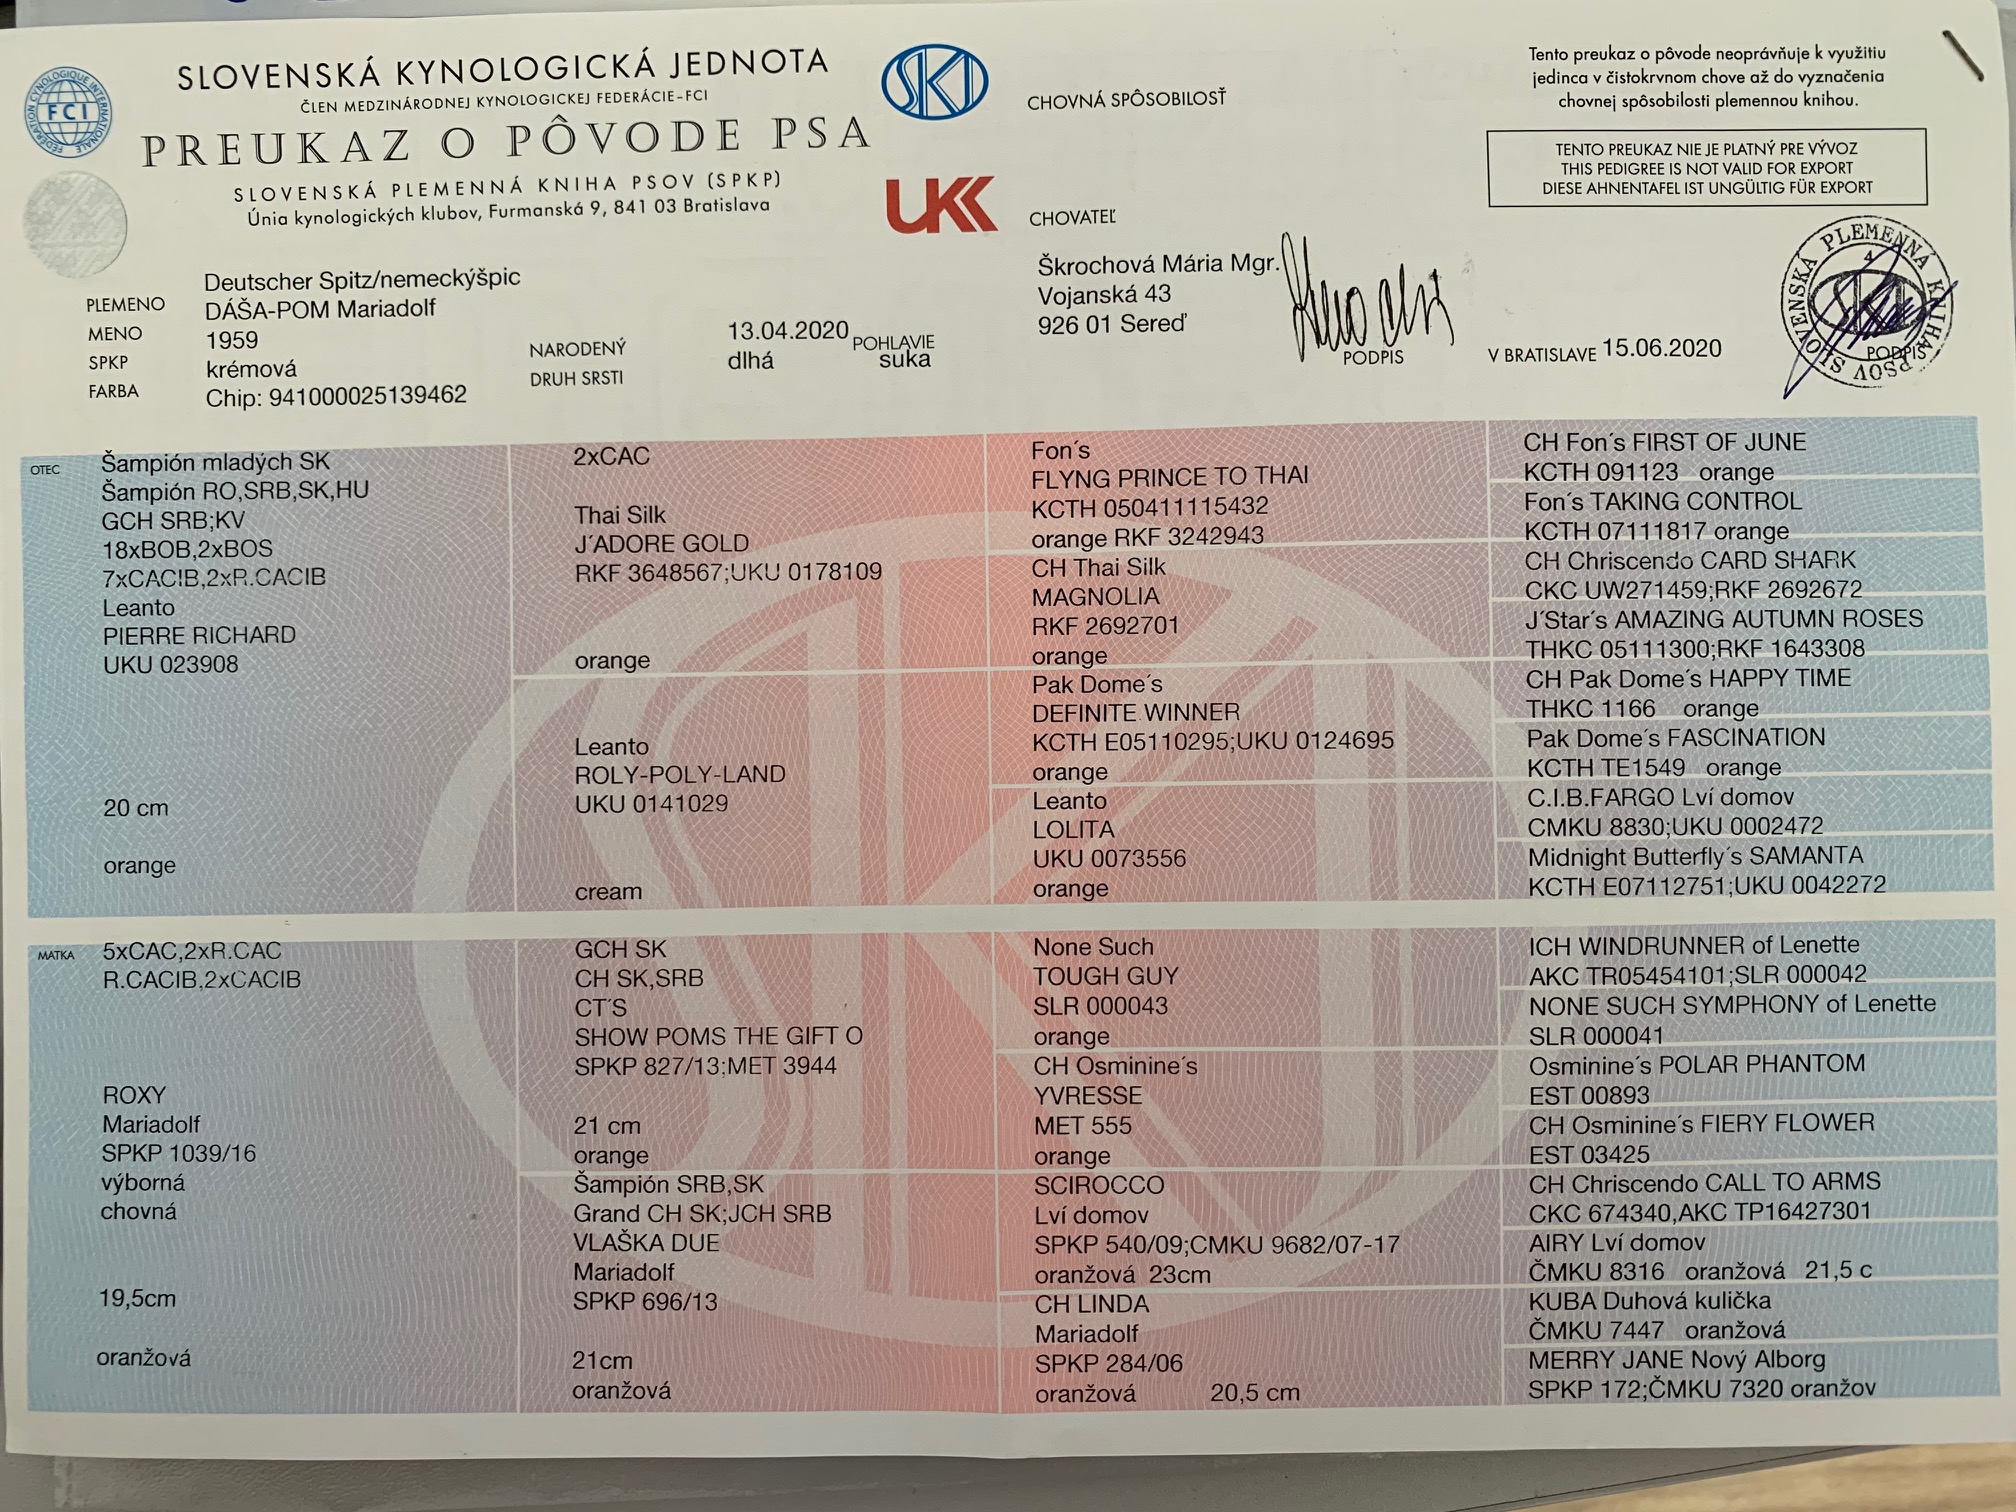 SLOVENSKÁ KYNOLOGICKÁ JEDNOTA
ČLEN MEDZINÁRODNEJ KYNOLOGICKEJ FEDERÁCIE-FCI
PREUKAZ O PÔVODE PSA
SLOVENSKÁ PLEMENNÁ KNIHA PSOV (SPKP)
Únia kynologických klubov, Furmanská 9, 841 03 Bratislava
FÉDÉRATION CYNOLOGIQUE INTERNATIONALE
FCI
SKJ
UKK
CHOVNÁ SPÔSOBILOSŤ
Tento preukaz o pôvode neoprávňuje k využitiu
jedinca v čistokrvnom chove až do vyznačenia
chovnej spôsobilosti plemennou knihou.
TENTO PREUKAZ NIE JE PLATNÝ PRE VÝVOZ
THIS PEDIGREE IS NOT VALID FOR EXPORT
DIESE AHNENTAFEL IST UNGÜLTIG FÜR EXPORT
CHOVATEĽ
Škrochová Mária Mgr.
Vojanská 43
926 01 Sereď
PODPIS
V BRATISLAVE 15.06.2020
SLOVENSKÁ PLEMENNÁ KNIHA PSOV
4
SKJ
PODPIS
PLEMENO Deutscher Spitz/nemeckýšpic
MENO DÁŠA-POM Mariadolf
SPKP 1959
FARBA krémová
Chip: 941000025139462
NARODENÝ 13.04.2020 POHLAVIE suka
DRUH SRSTI dlhá
OTEC
Šampión mladých SK
Šampión RO,SRB,SK,HU
GCH SRB;KV
18xBOB,2xBOS
7xCACIB,2xR.CACIB
Leanto
PIERRE RICHARD
UKU 023908
20 cm
orange
2xCAC
Thai Silk
J´ADORE GOLD
RKF 3648567;UKU 0178109
orange
Leanto
ROLY-POLY-LAND
UKU 0141029
cream
Fon´s
FLYNG PRINCE TO THAI
KCTH 050411115432
orange RKF 3242943
CH Thai Silk
MAGNOLIA
RKF 2692701
orange
Pak Dome´s
DEFINITE WINNER
KCTH E05110295;UKU 0124695
orange
Leanto
LOLITA
UKU 0073556
orange
CH Fon´s FIRST OF JUNE
KCTH 091123 orange
Fon´s TAKING CONTROL
KCTH 07111817 orange
CH Chriscendo CARD SHARK
CKC UW271459;RKF 2692672
J´Star´s AMAZING AUTUMN ROSES
THKC 05111300;RKF 1643308
CH Pak Dome´s HAPPY TIME
THKC 1166 orange
Pak Dome´s FASCINATION
KCTH TE1549 orange
C.I.B.FARGO Lví domov
CMKU 8830;UKU 0002472
Midnight Butterfly´s SAMANTA
KCTH E07112751;UKU 0042272
MATKA
5xCAC,2xR.CAC
R.CACIB,2xCACIB
ROXY
Mariadolf
SPKP 1039/16
výborná
chovná
19,5cm
oranžová
GCH SK
CH SK,SRB
CT´S
SHOW POMS THE GIFT O
SPKP 827/13;MET 3944
21 cm
orange
Šampión SRB,SK
Grand CH SK;JCH SRB
VLAŠKA DUE
Mariadolf
SPKP 696/13
21cm
oranžová
None Such
TOUGH GUY
SLR 000043
orange
CH Osminine´s
YVRESSE
MET 555
orange
SCIROCCO
Lví domov
SPKP 540/09;CMKU 9682/07-17
oranžová 23cm
CH LINDA
Mariadolf
SPKP 284/06
oranžová 20,5 cm
ICH WINDRUNNER of Lenette
AKC TR05454101;SLR 000042
NONE SUCH SYMPHONY of Lenette
SLR 000041
Osminine´s POLAR PHANTOM
EST 00893
CH Osminine´s FIERY FLOWER
EST 03425
CH Chriscendo CALL TO ARMS
CKC 674340,AKC TP16427301
AIRY Lví domov
ČMKU 8316 oranžová 21,5 c
KUBA Duhová kulička
ČMKU 7447 oranžová
MERRY JANE Nový Alborg
SPKP 172;ČMKU 7320 oranžov